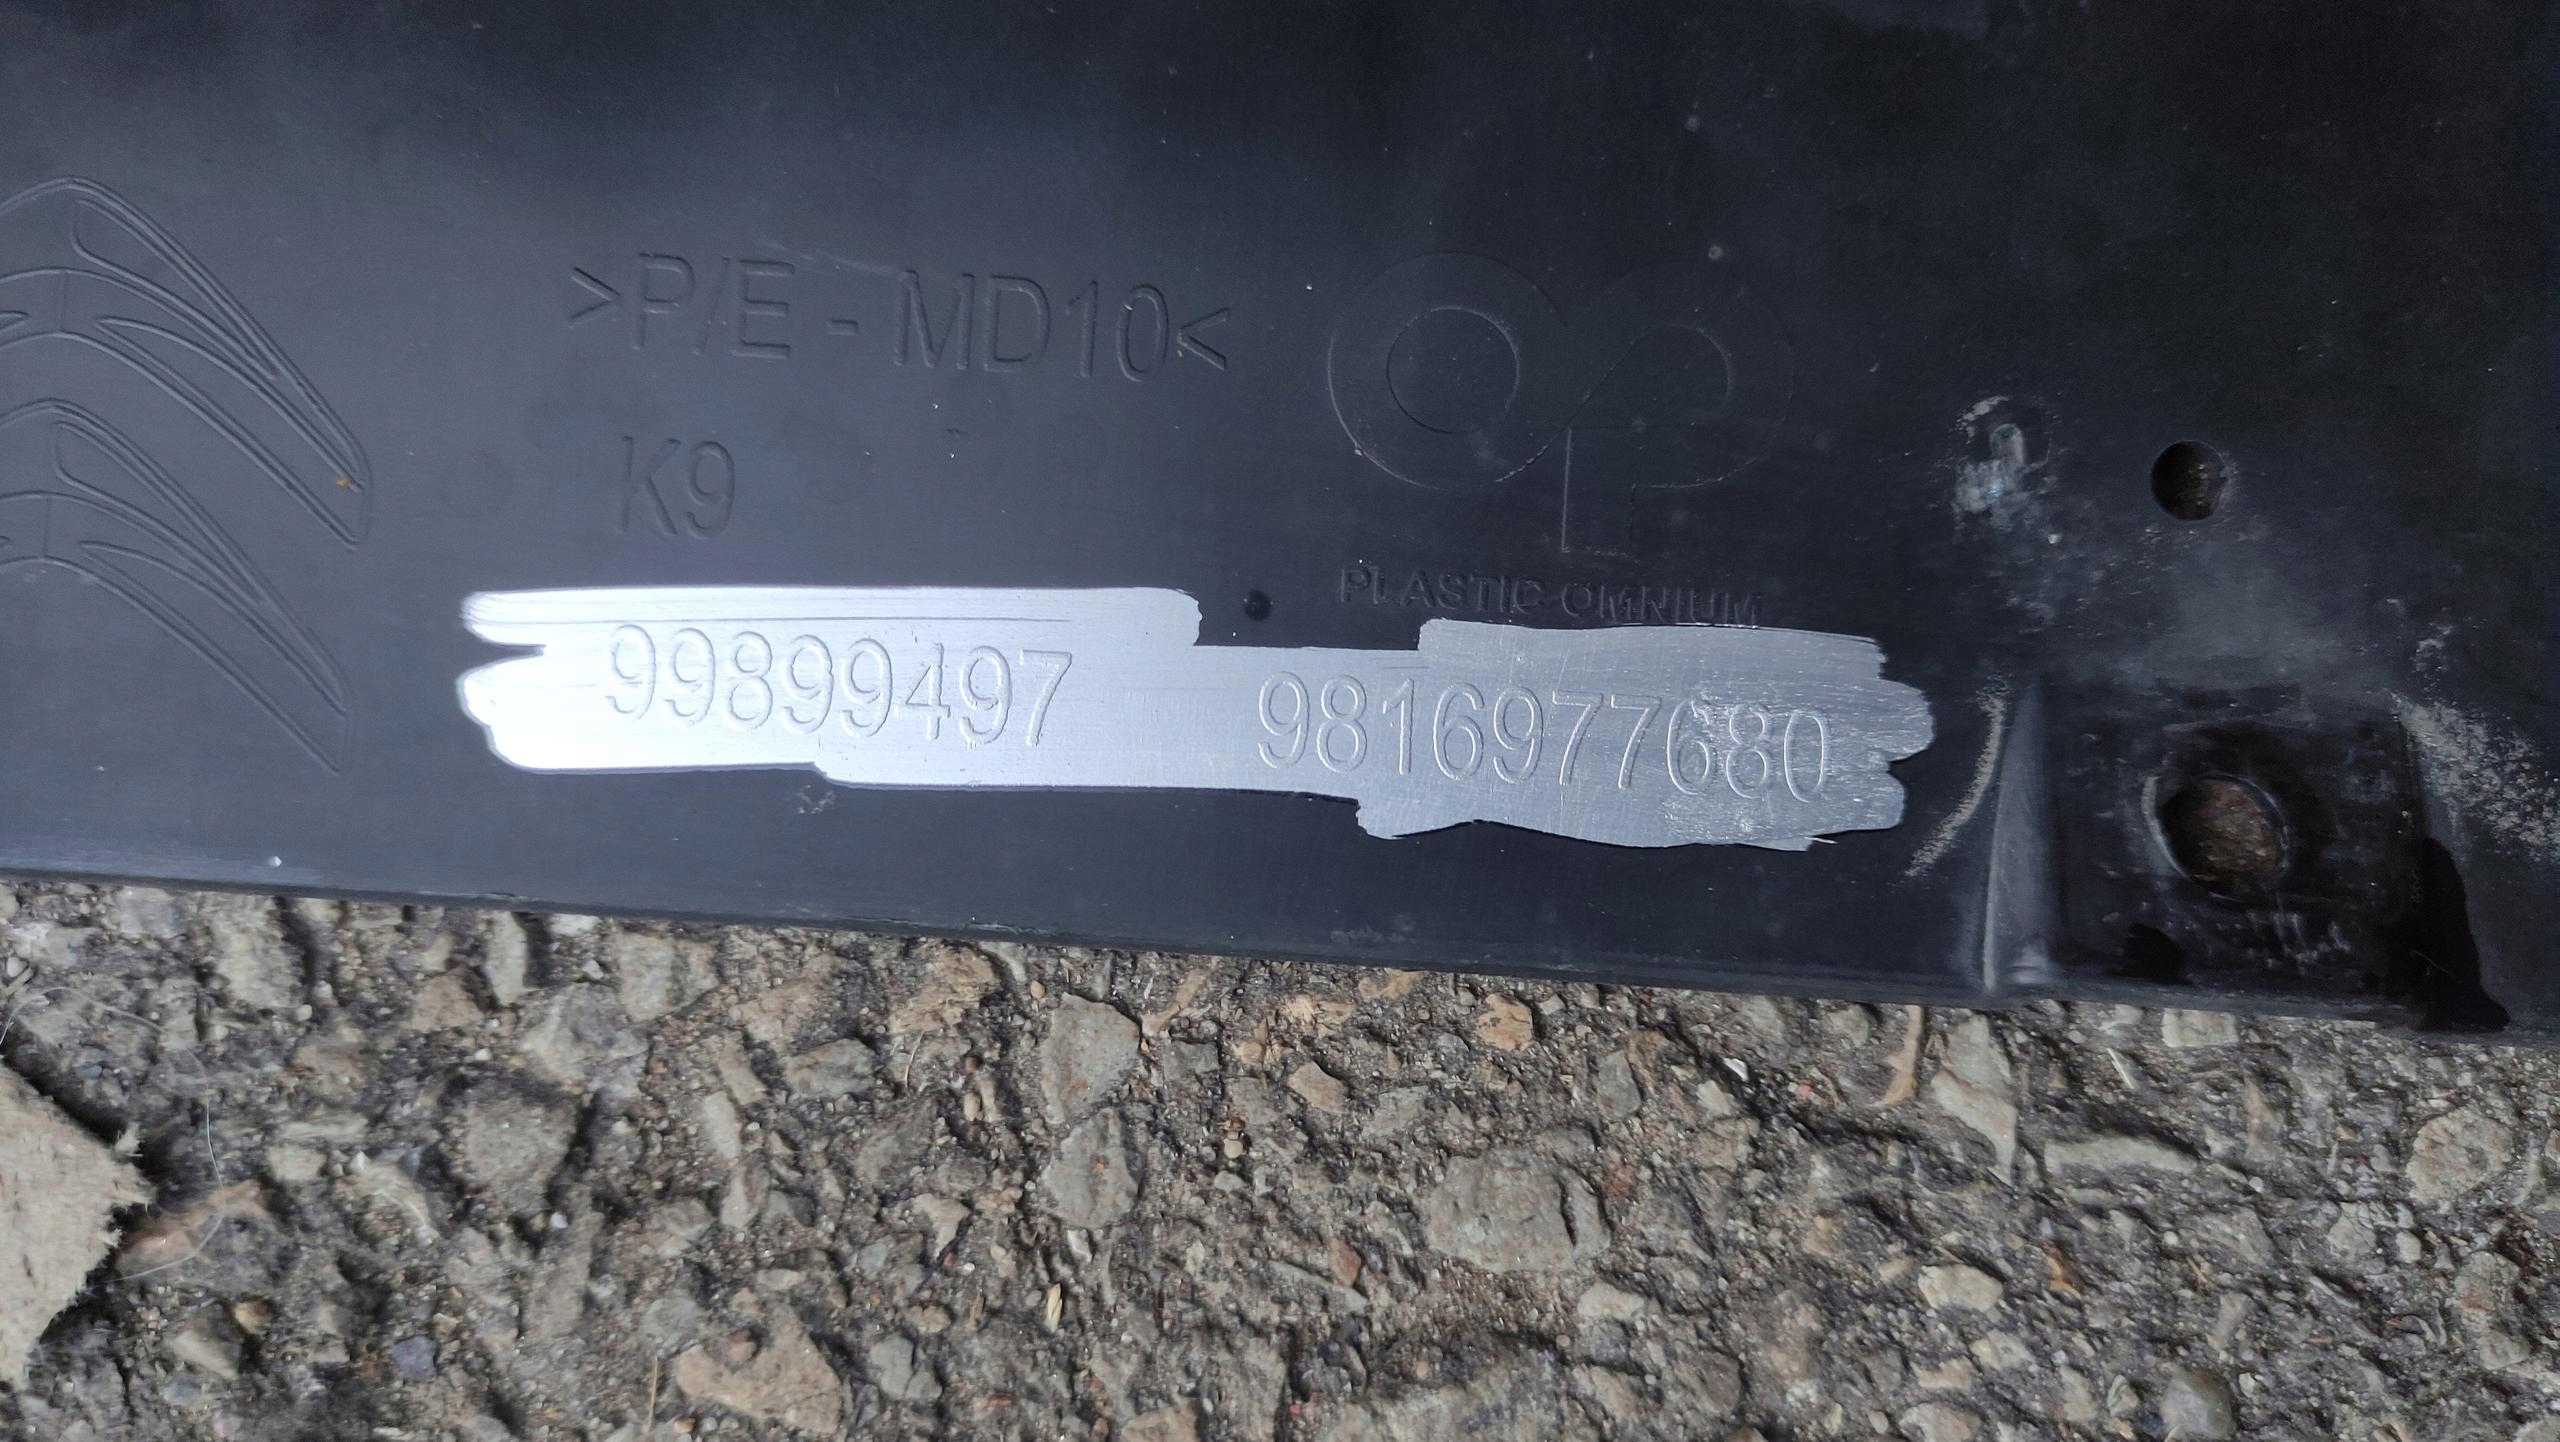 >P/E - MD10<
K9
PLASTIC OMNIUM
99899497
9816977680